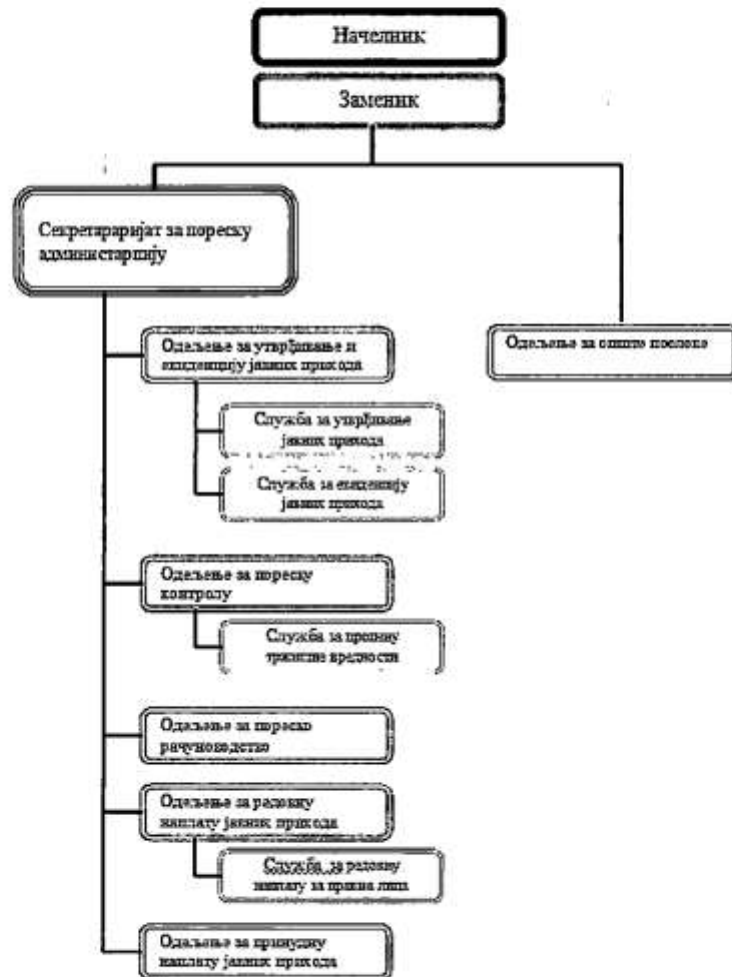 Начелник
Заменик
Секретараријат за пореску
администарпију
Одељење за утврђивање и
евиденцију јавних прихода
Одељење за опште послове
Служба за утврђивање
јавних прихода
Служба за евиденцију
јавних прихода
Одељење за пореску
контролу
Служба за процену
тржишне вредности
Одељење за пореско
рачуноводство
Одељење за редовну
наплату јавних прихода
Служба за редовну
наплату за правна лица
Одељење за принудну
наплату јавних прихода